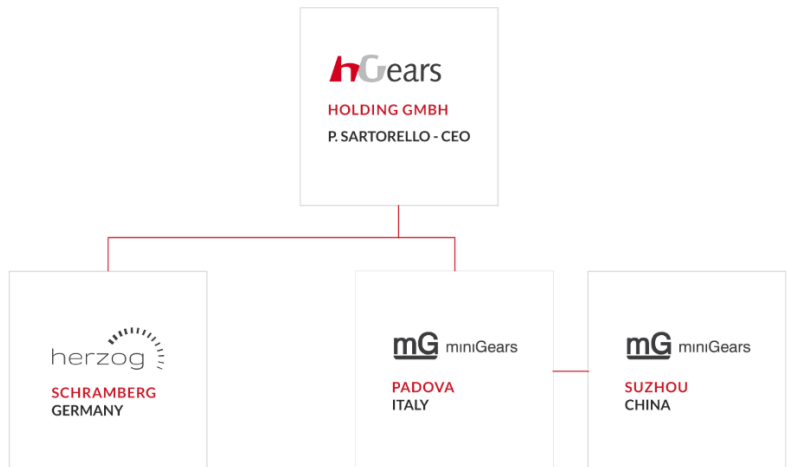 hGears
HOLDING GMBH
P. SARTORELLO - CEO
herzog
SCHRAMBERG
GERMANY
mG miniGears
PADOVA
ITALY
mG miniGears
SUZHOU
CHINA